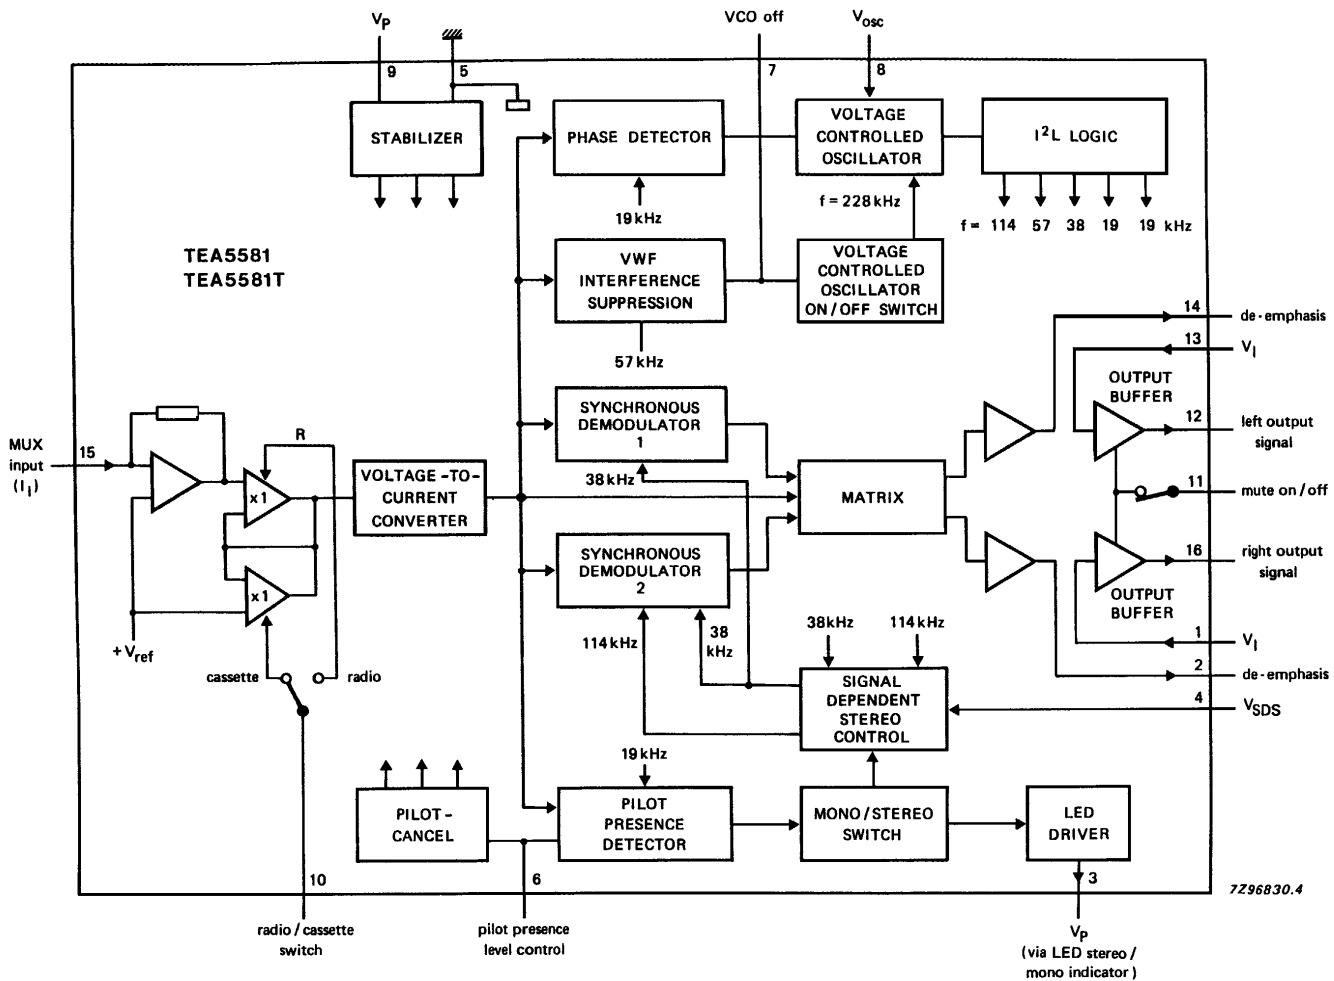 VP
VCO off
Vosc
9
5
7
8
STABILIZER
PHASE DETECTOR
VOLTAGE
CONTROLLED
OSCILLATOR
I²L LOGIC
19 kHz
f = 228 kHz
f = 114 57 38 19 19 kHz
TEA5581
TEA5581T
VWF
INTERFERENCE
SUPPRESSION
VOLTAGE
CONTROLLED
OSCILLATOR
ON / OFF SWITCH
57 kHz
14
de-emphasis
13
VI
OUTPUT
BUFFER
12
left output
signal
MUX
input
(II)
15
R
x 1
x 1
+ Vref
VOLTAGE -TO-
CURRENT
CONVERTER
SYNCHRONOUS
DEMODULATOR
1
38 kHz
MATRIX
11
mute on / off
SYNCHRONOUS
DEMODULATOR
2
16
right output
signal
OUTPUT
BUFFER
1
VI
2
de-emphasis
4
VSDS
114 kHz
38
kHz
38 kHz
114 kHz
cassette
radio
SIGNAL
DEPENDENT
STEREO
CONTROL
19 kHz
PILOT -
CANCEL
PILOT
PRESENCE
DETECTOR
MONO / STEREO
SWITCH
LED
DRIVER
10
6
3
7Z96830.4
radio / cassette
switch
pilot presence
level control
VP
(via LED stereo /
mono indicator)